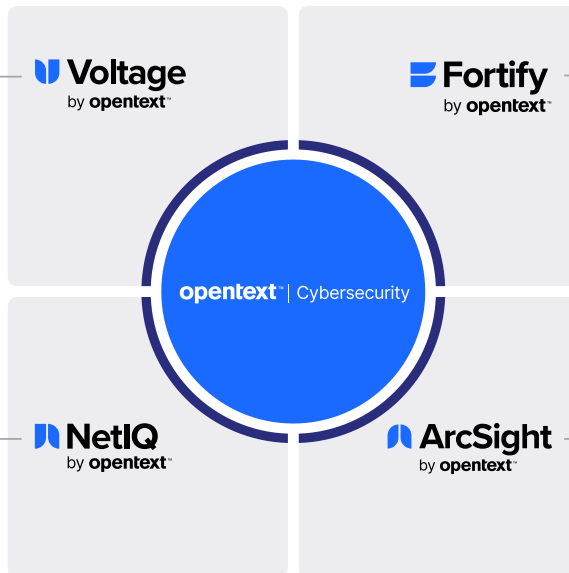 Voltage
by opentext™
Fortify
by opentext™
opentext™ | Cybersecurity
NetIQ
by opentext™
ArcSight
by opentext™